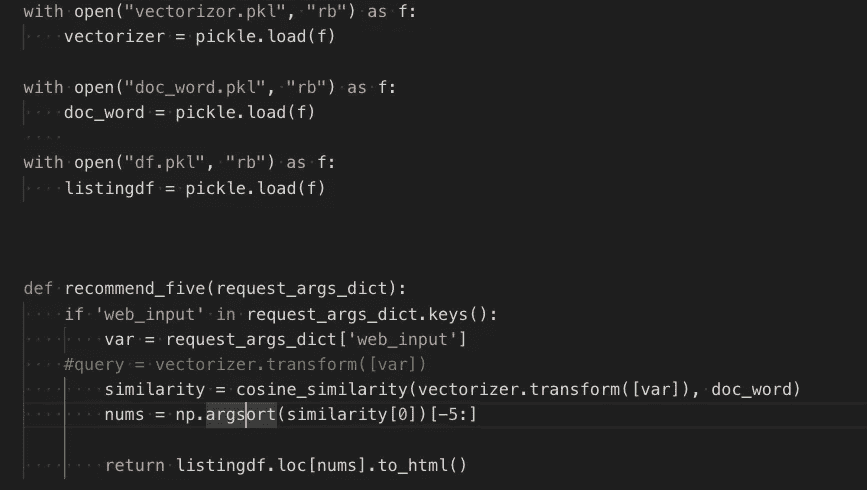 with open("vectorizor.pkl", "rb") as f:
    vectorizer = pickle.load(f)
with open("doc_word.pkl", "rb") as f:
    doc_word = pickle.load(f)
with open("df.pkl", "rb") as f:
    listingdf = pickle.load(f)
def recommend_five(request_args_dict):
    if 'web_input' in request_args_dict.keys():
        var = request_args_dict['web_input']
    #query = vectorizer.transform([var])
        similarity = cosine_similarity(vectorizer.transform([var]), doc_word)
        nums = np.argsort(similarity[0])[-5:]
        return listingdf.loc[nums].to_html()